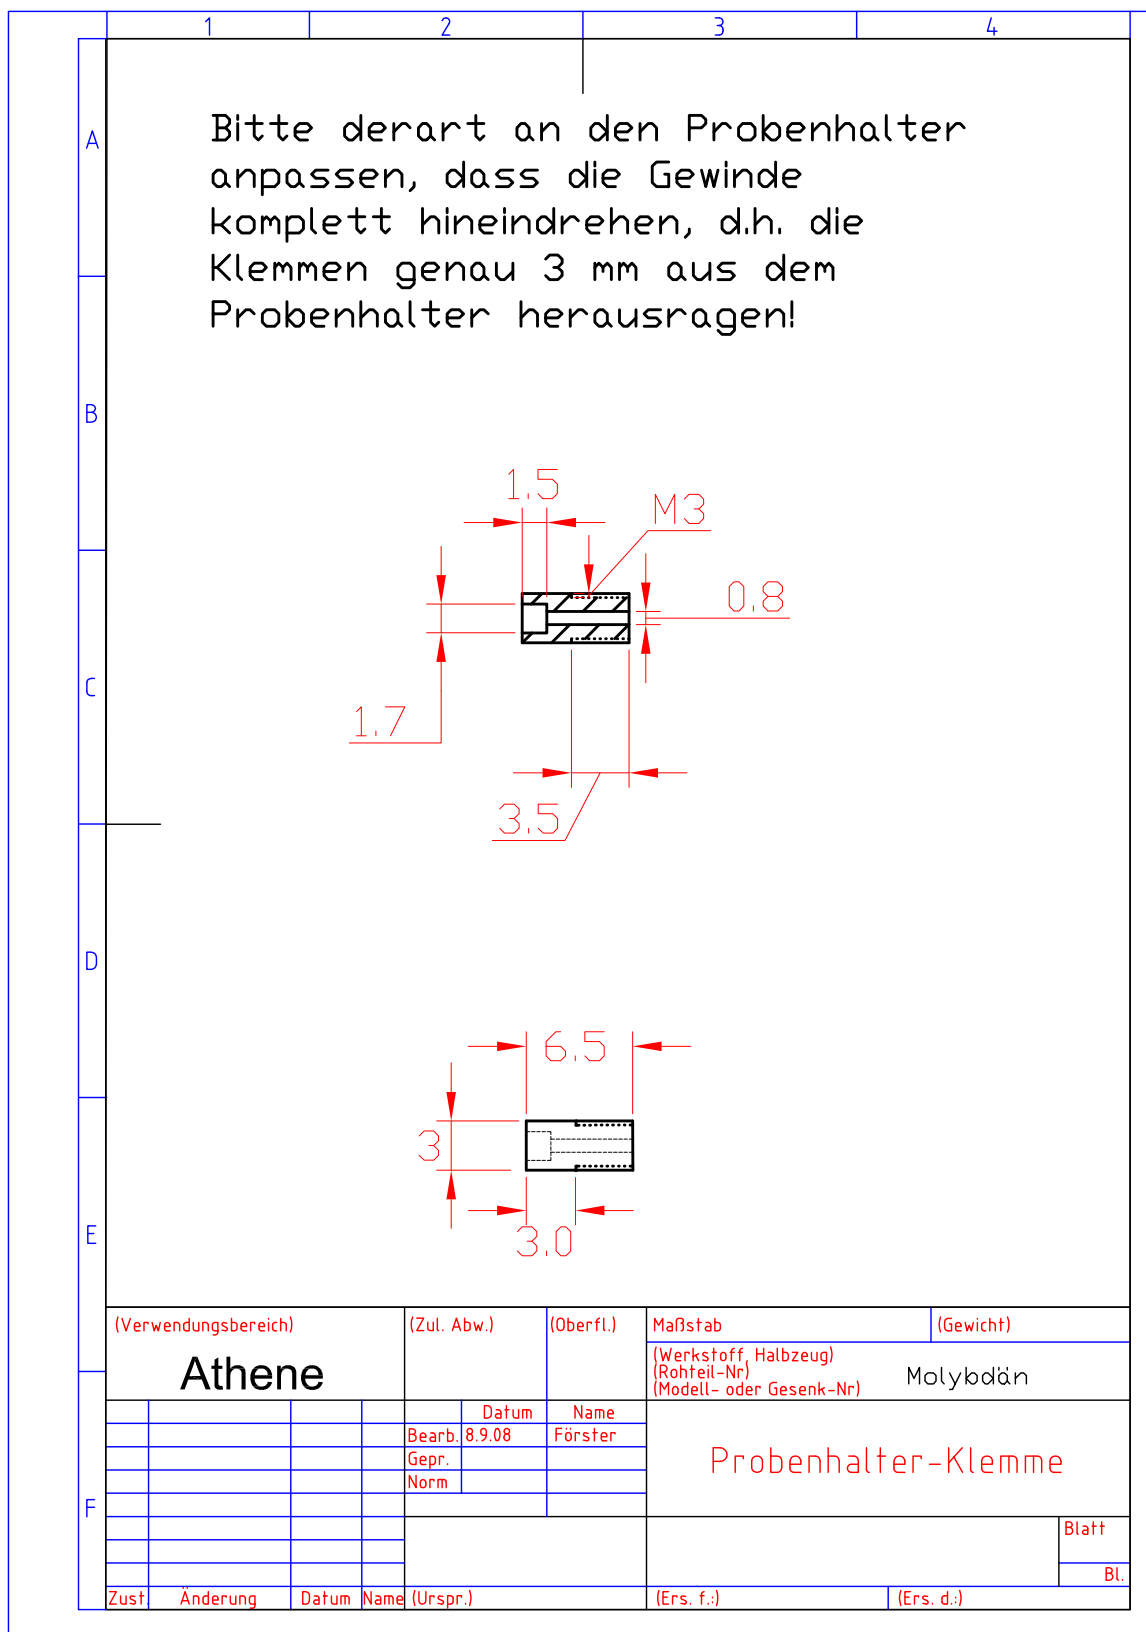 1 2 3 4
A
B
C
D
E
F
Bitte derart an den Probenhalter
anpassen, dass die Gewinde
komplett hineindrehen, d.h. die
Klemmen genau 3 mm aus dem
Probenhalter herausragen!
1.5
M3
0.8
1.7
3.5
6.5
3
3.0
(Verwendungsbereich)
Athene
(Zul. Abw.)
(Oberfl.)
Maßstab
(Gewicht)
(Werkstoff, Halbzeug)
(Rohteil-Nr)
(Modell- oder Gesenk-Nr)
Molybdän
Datum Name
Bearb. 8.9.08 Förster
Gepr.
Norm
Probenhalter-Klemme
Blatt
Bl.
Zust. Änderung Datum Name (Urspr.) (Ers. f.:) (Ers. d.:)